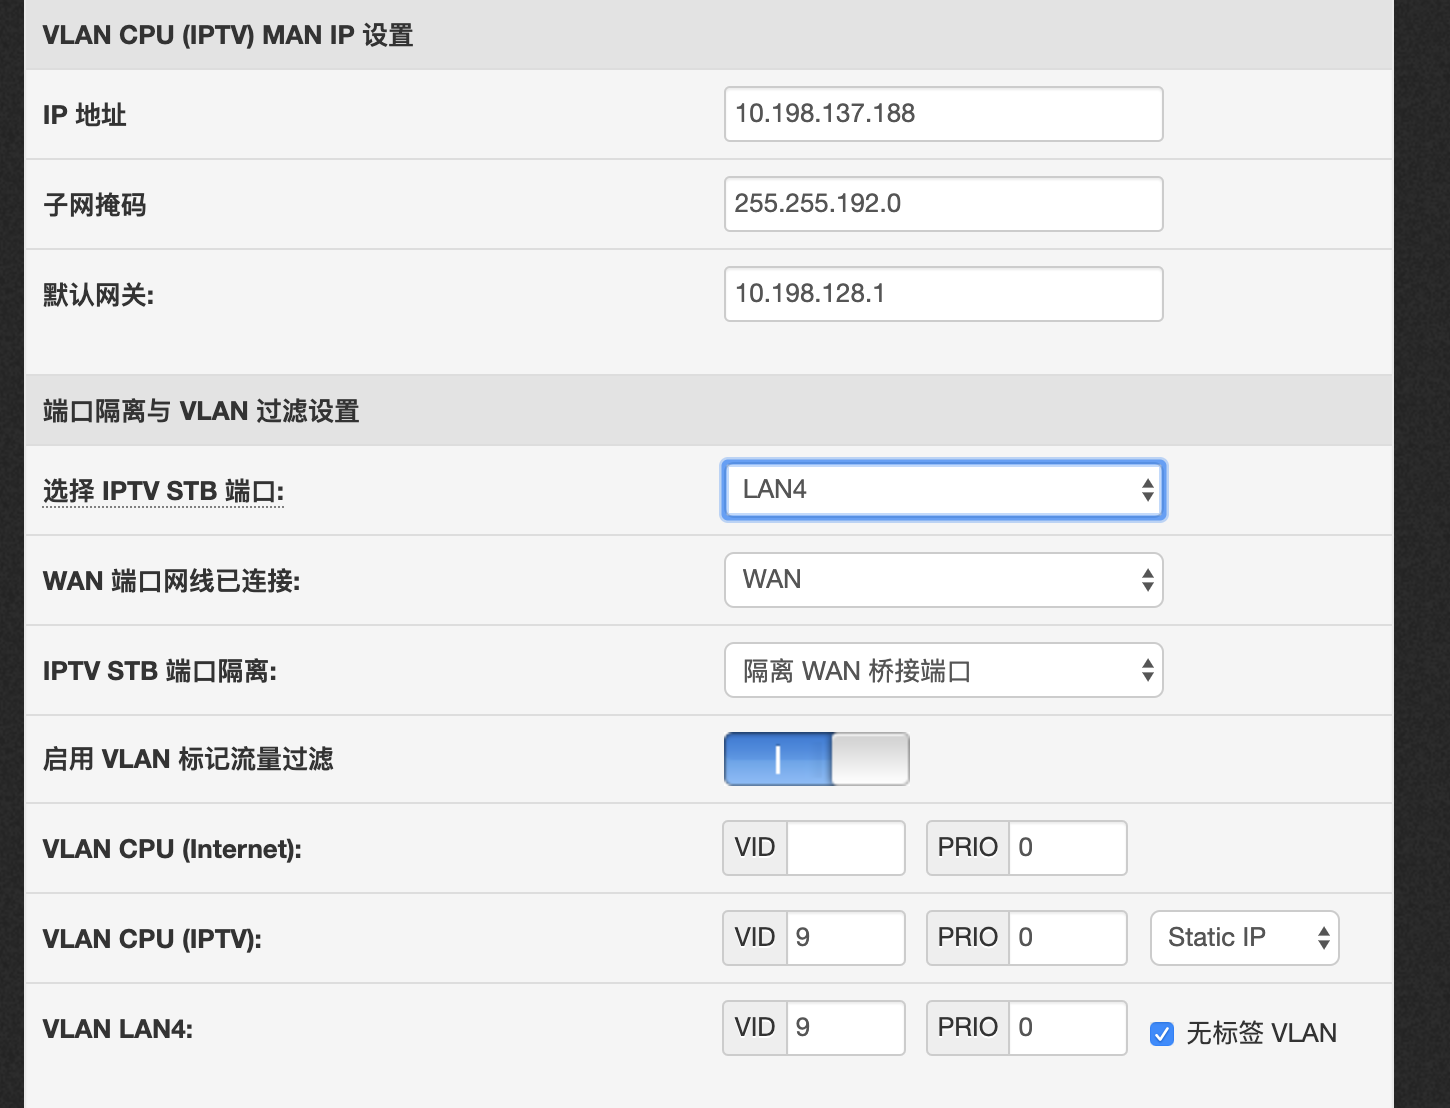 VLAN CPU (IPTV) MAN IP 设置
IP 地址 10.198.137.188
子网掩码 255.255.192.0
默认网关: 10.198.128.1
端口隔离与 VLAN 过滤设置
选择 IPTV STB 端口: LAN4
WAN 端口网线已连接: WAN
IPTV STB 端口隔离: 隔离 WAN 桥接端口
启用 VLAN 标记流量过滤
VLAN CPU (Internet): VID PRIO 0
VLAN CPU (IPTV): VID 9 PRIO 0 Static IP
VLAN LAN4: VID 9 PRIO 0 无标签 VLAN